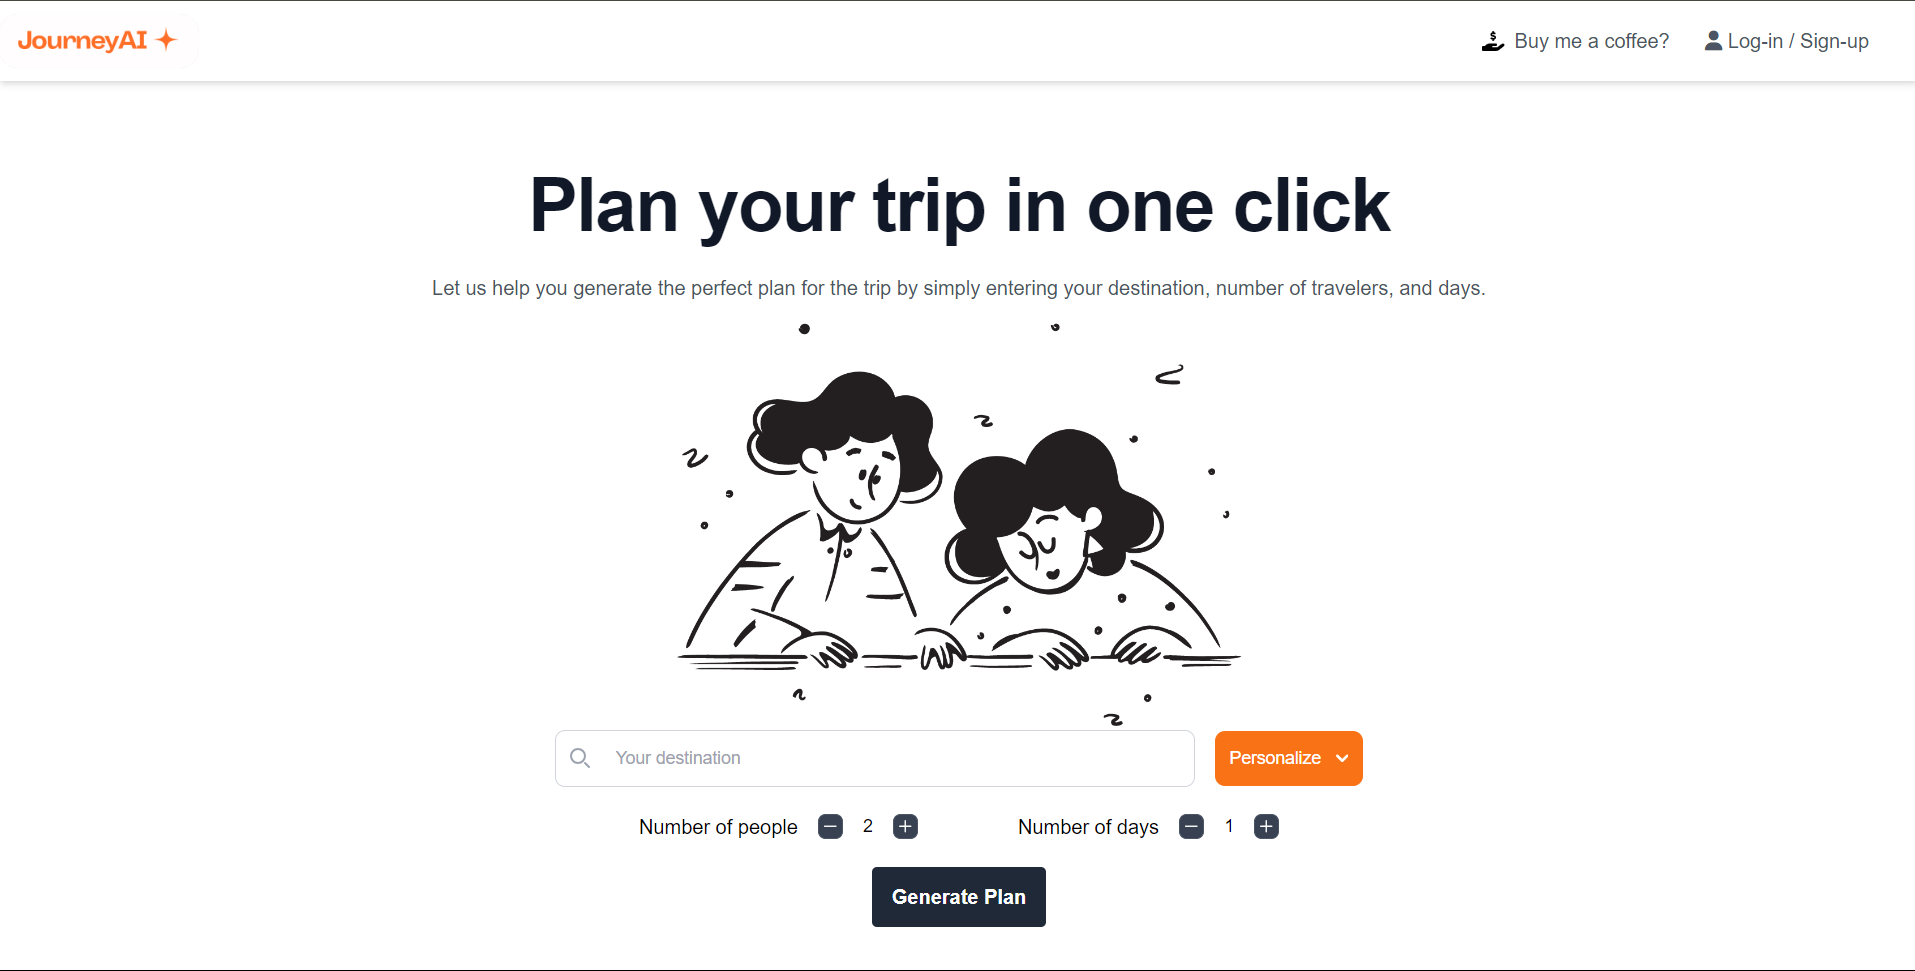 JourneyAI
Buy me a coffee?
Log-in / Sign-up
Plan your trip in one click
Let us help you generate the perfect plan for the trip by simply entering your destination, number of travelers, and days.
Your destination
Personalize
Number of people 2
Number of days 1
Generate Plan